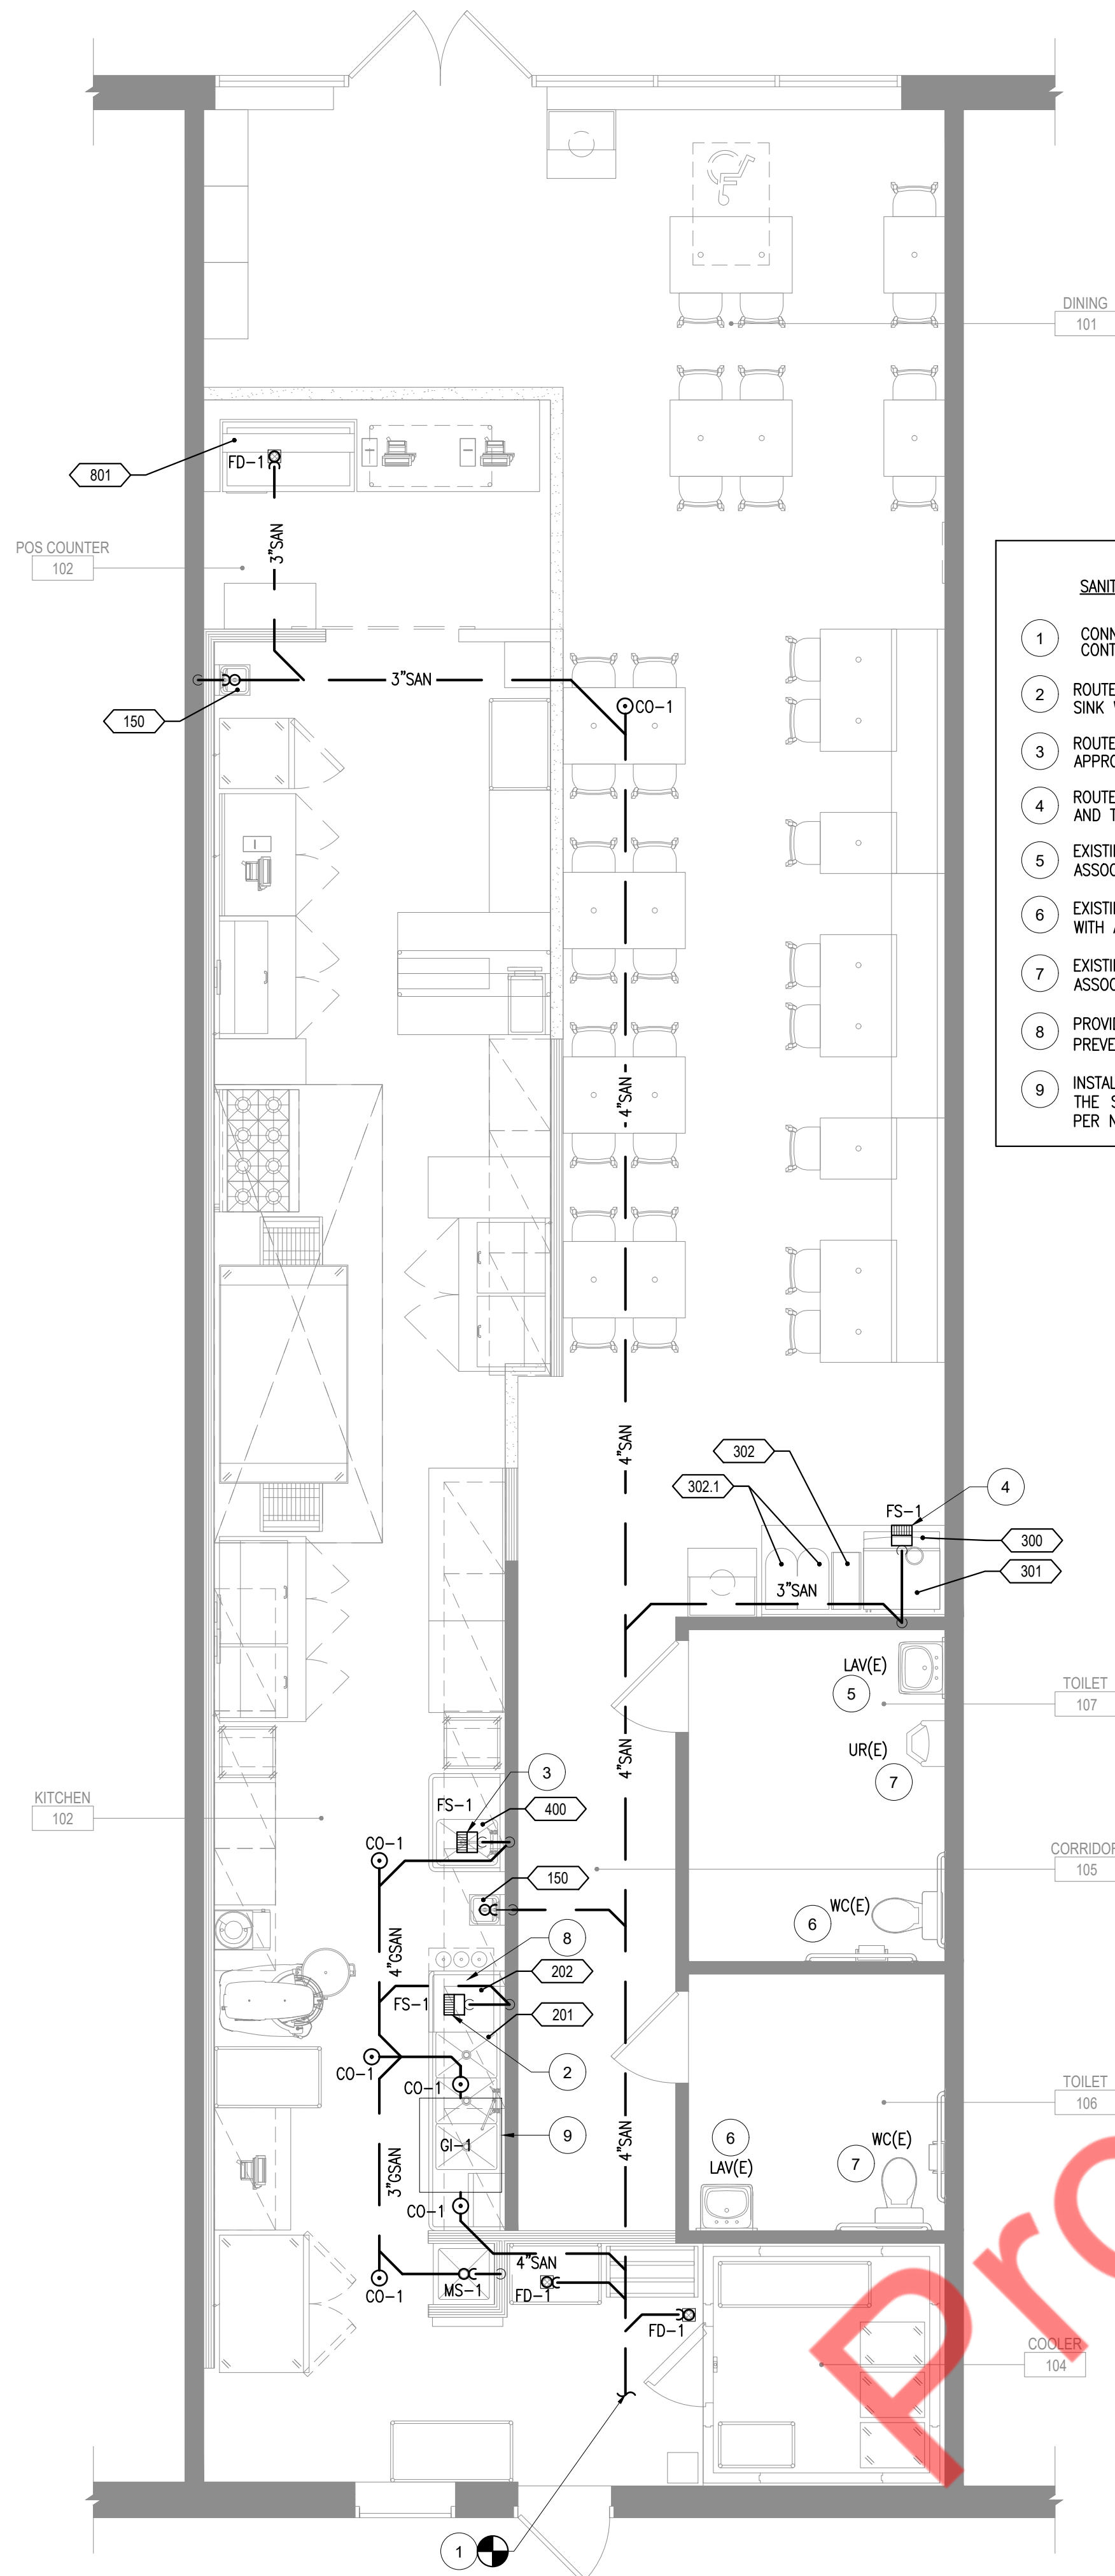 DINING
101
801
FD-1
3"SAN
POS COUNTER
102
SANIT
1
CONN
CONT
2
ROUTE
SINK
3
ROUTE
APPRO
4
ROUTE
AND T
5
EXISTI
ASSOC
6
EXISTI
WITH A
7
EXISTI
ASSOC
8
PROVI
PREVE
9
INSTAL
THE S
PER N
3"SAN
CO-1
150
4"SAN
4"SAN
302
302.1
4
FS-1
300
301
3"SAN
LAV(E)
5
TOILET
107
UR(E)
7
4"SAN
3
FS-1
400
KITCHEN
102
CO-1
CORRIDOR
105
150
WC(E)
6
8
4"GSAN
202
FS-1
201
CO-1
2
CO-1
TOILET
106
GI-1
9
4"SAN
6
LAV(E)
WC(E)
7
3"GSAN
CO-1
4"SAN
CO-1
MS-1
FD-1
FD-1
COOLER
104
1
Pro